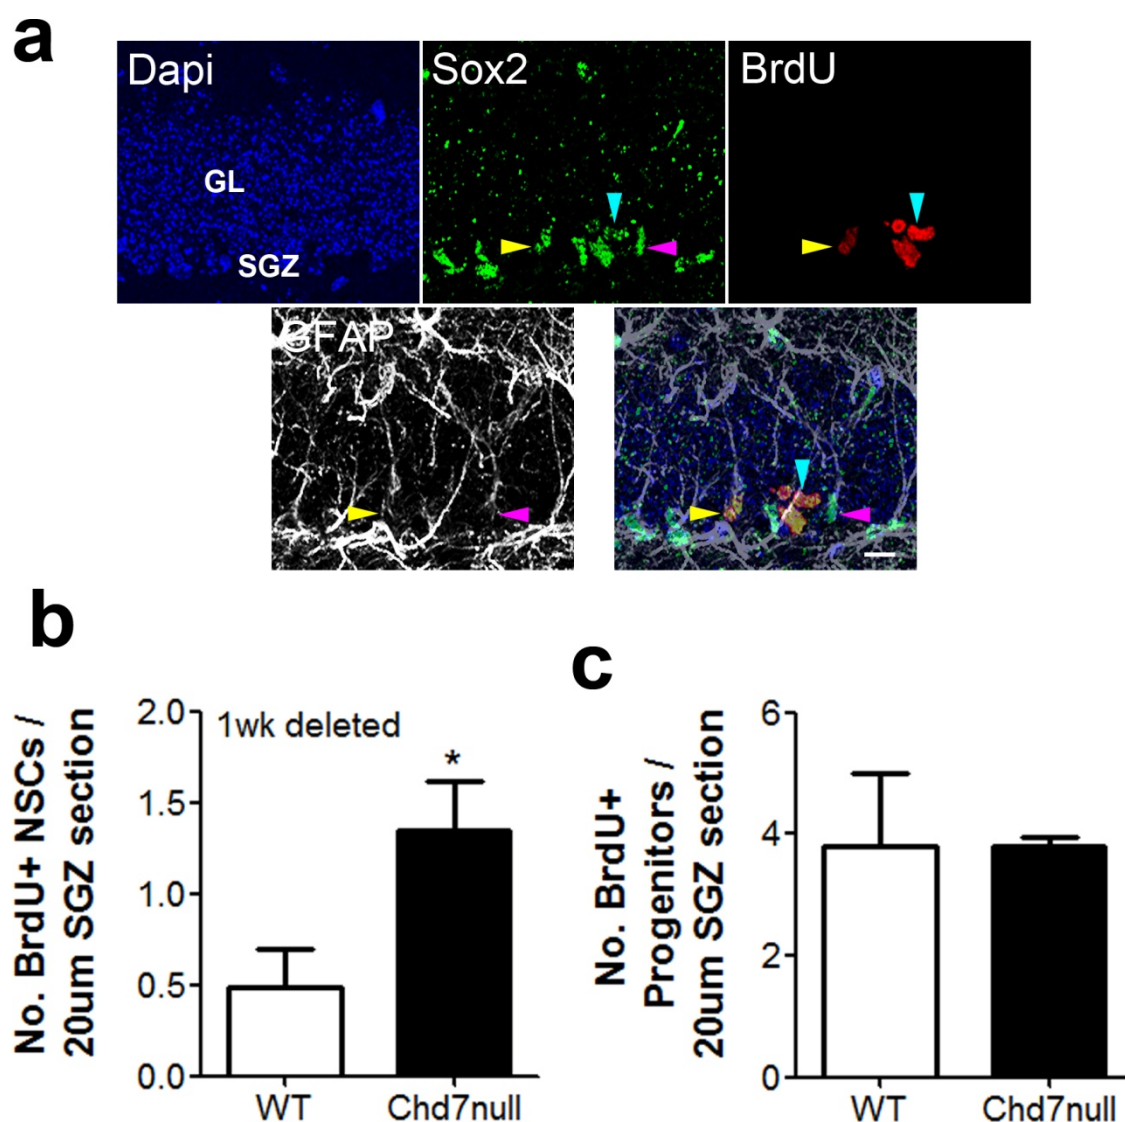 a
Dapi
Sox2
BrdU
GL
SGZ
GFAP
b
No. BrdU+ NSCs /
20um SGZ section
2.0
1.5
1.0
0.5
0.0
1wk deleted
*
WT
Chd7null
c
No. BrdU+
Progenitors /
20um SGZ section
6
4
2
0
WT
Chd7null